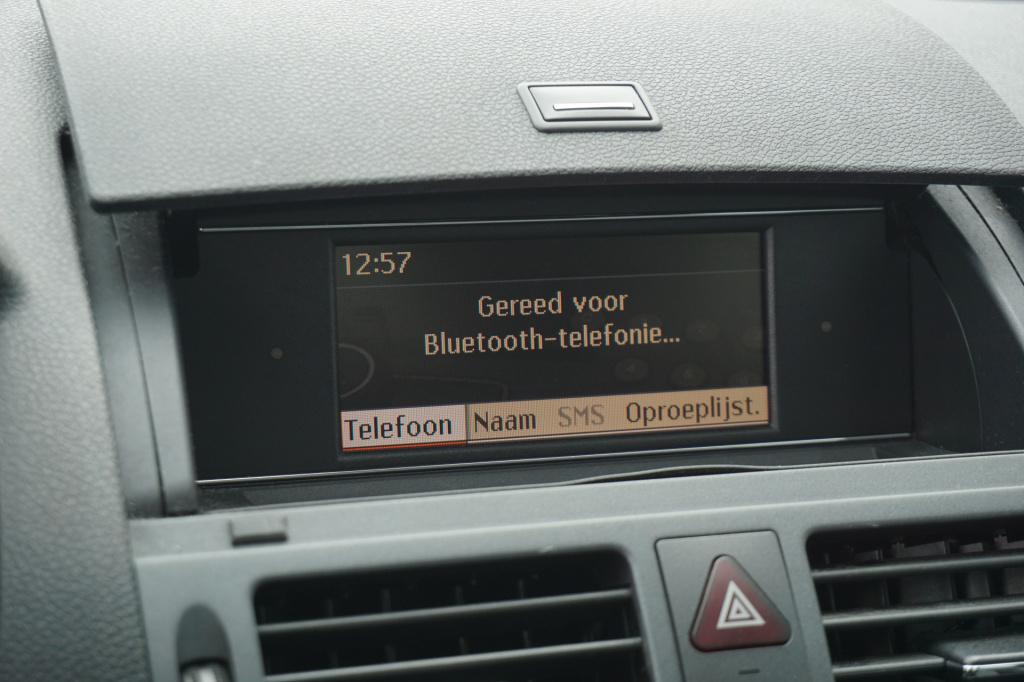 12:57
Gereed voor
Bluetooth-telefonie...
Telefoon Naam SMS Oproeplijst.